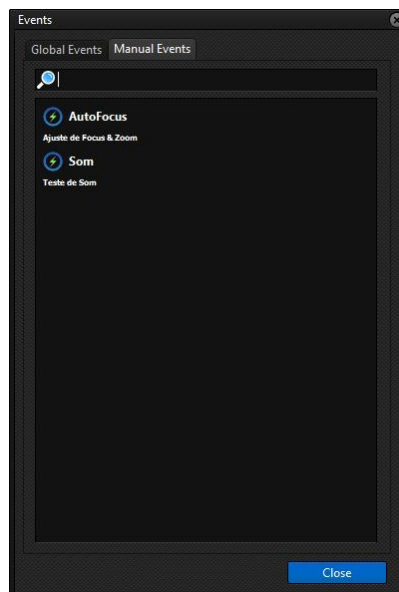 Events
Global Events Manual Events
AutoFocus
Ajuste de Focus & Zoom
Som
Teste de Som
Close